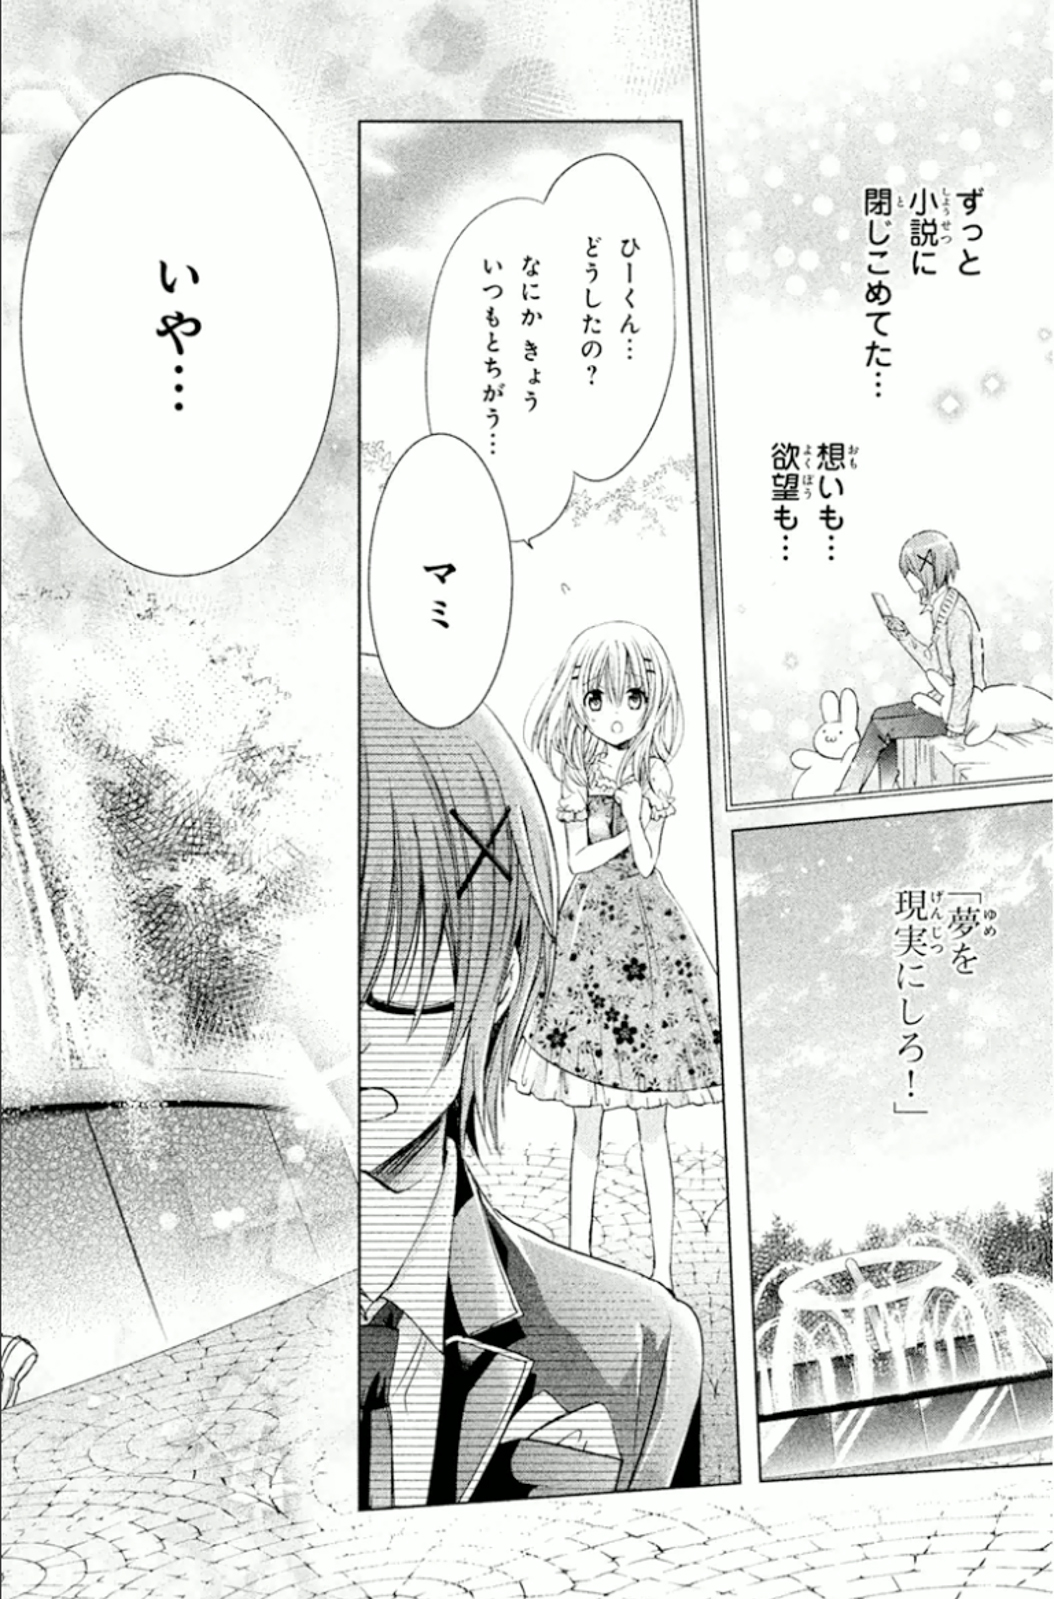 ずっと
小説に
閉じこめてた…
想いも…
欲望も…
「夢を
現実にしろ！」
ひーくん…
どうしたの？
なにか きょう
いつもとちがう…
マミ
いや…